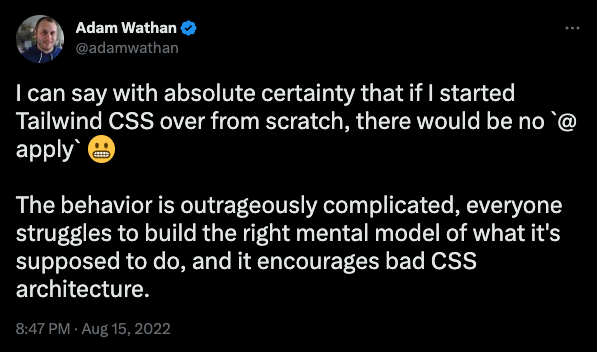 Adam Wathan
@adamwathan
I can say with absolute certainty that if I started
Tailwind CSS over from scratch, there would be no `@
apply` 😬
The behavior is outrageously complicated, everyone
struggles to build the right mental model of what it's
supposed to do, and it encourages bad CSS
architecture.
8:47 PM · Aug 15, 2022